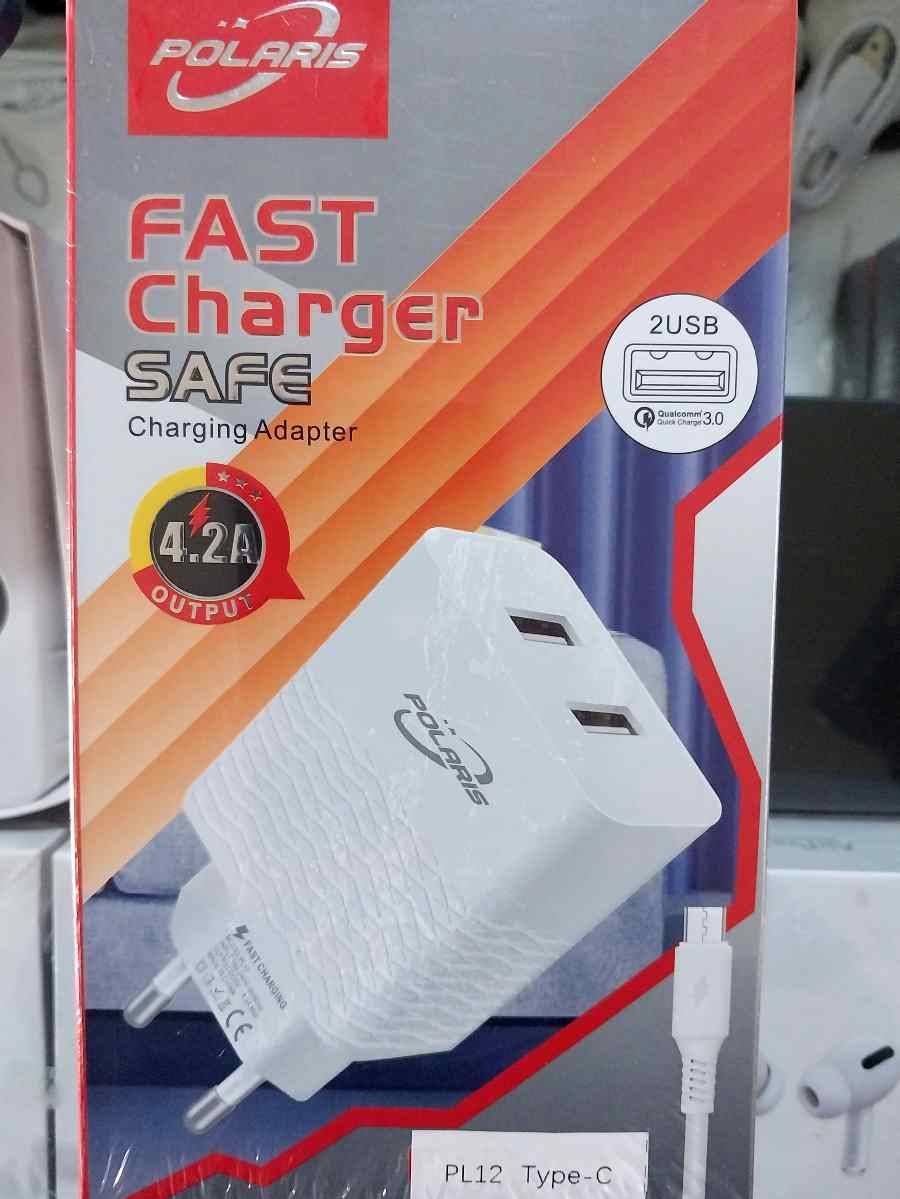 POLARIS
FAST
Charger
SAFE
Charging Adapter
2USB
Qualcomm
Quick Charge 3.0
4.2A
OUTPUT
POLARIS
FAST CHARGING
CE
PL12 Type-C